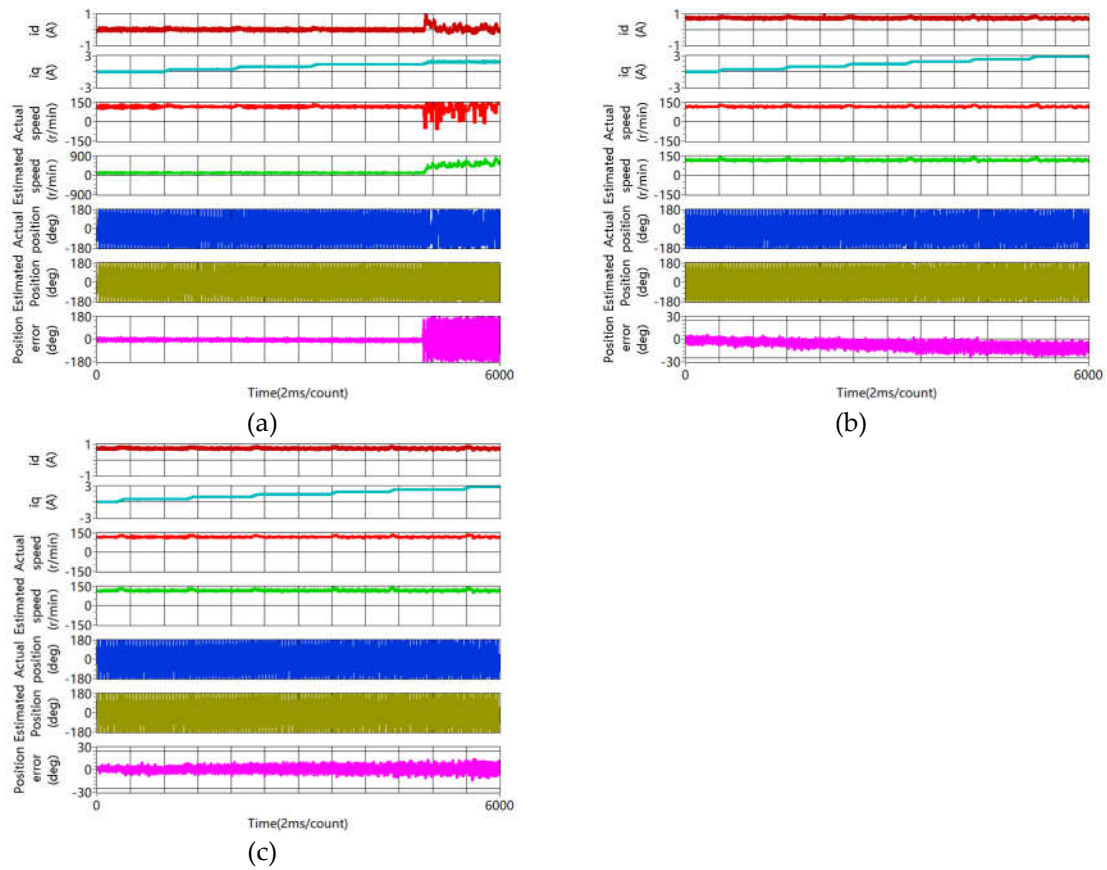 id (A)
1
-1
iq (A)
3
-3
Actual speed (r/min)
150
0
-150
Estimated speed (r/min)
900
-900
Actual position (deg)
180
0
-180
Estimated Position (deg)
180
0
-180
Position error (deg)
180
-180
0
6000
Time(2ms/count)
(a)
id (A)
1
-1
iq (A)
3
-3
Actual speed (r/min)
150
0
-150
Estimated speed (r/min)
150
0
-150
Actual position (deg)
180
0
-180
Estimated Position (deg)
180
0
-180
Position error (deg)
30
0
-30
0
6000
Time(2ms/count)
(b)
id (A)
1
-1
iq (A)
3
-3
Actual speed (r/min)
150
0
-150
Estimated speed (r/min)
150
0
-150
Actual position (deg)
180
0
-180
Estimated Position (deg)
180
0
-180
Position error (deg)
30
0
-30
0
6000
Time(2ms/count)
(c)